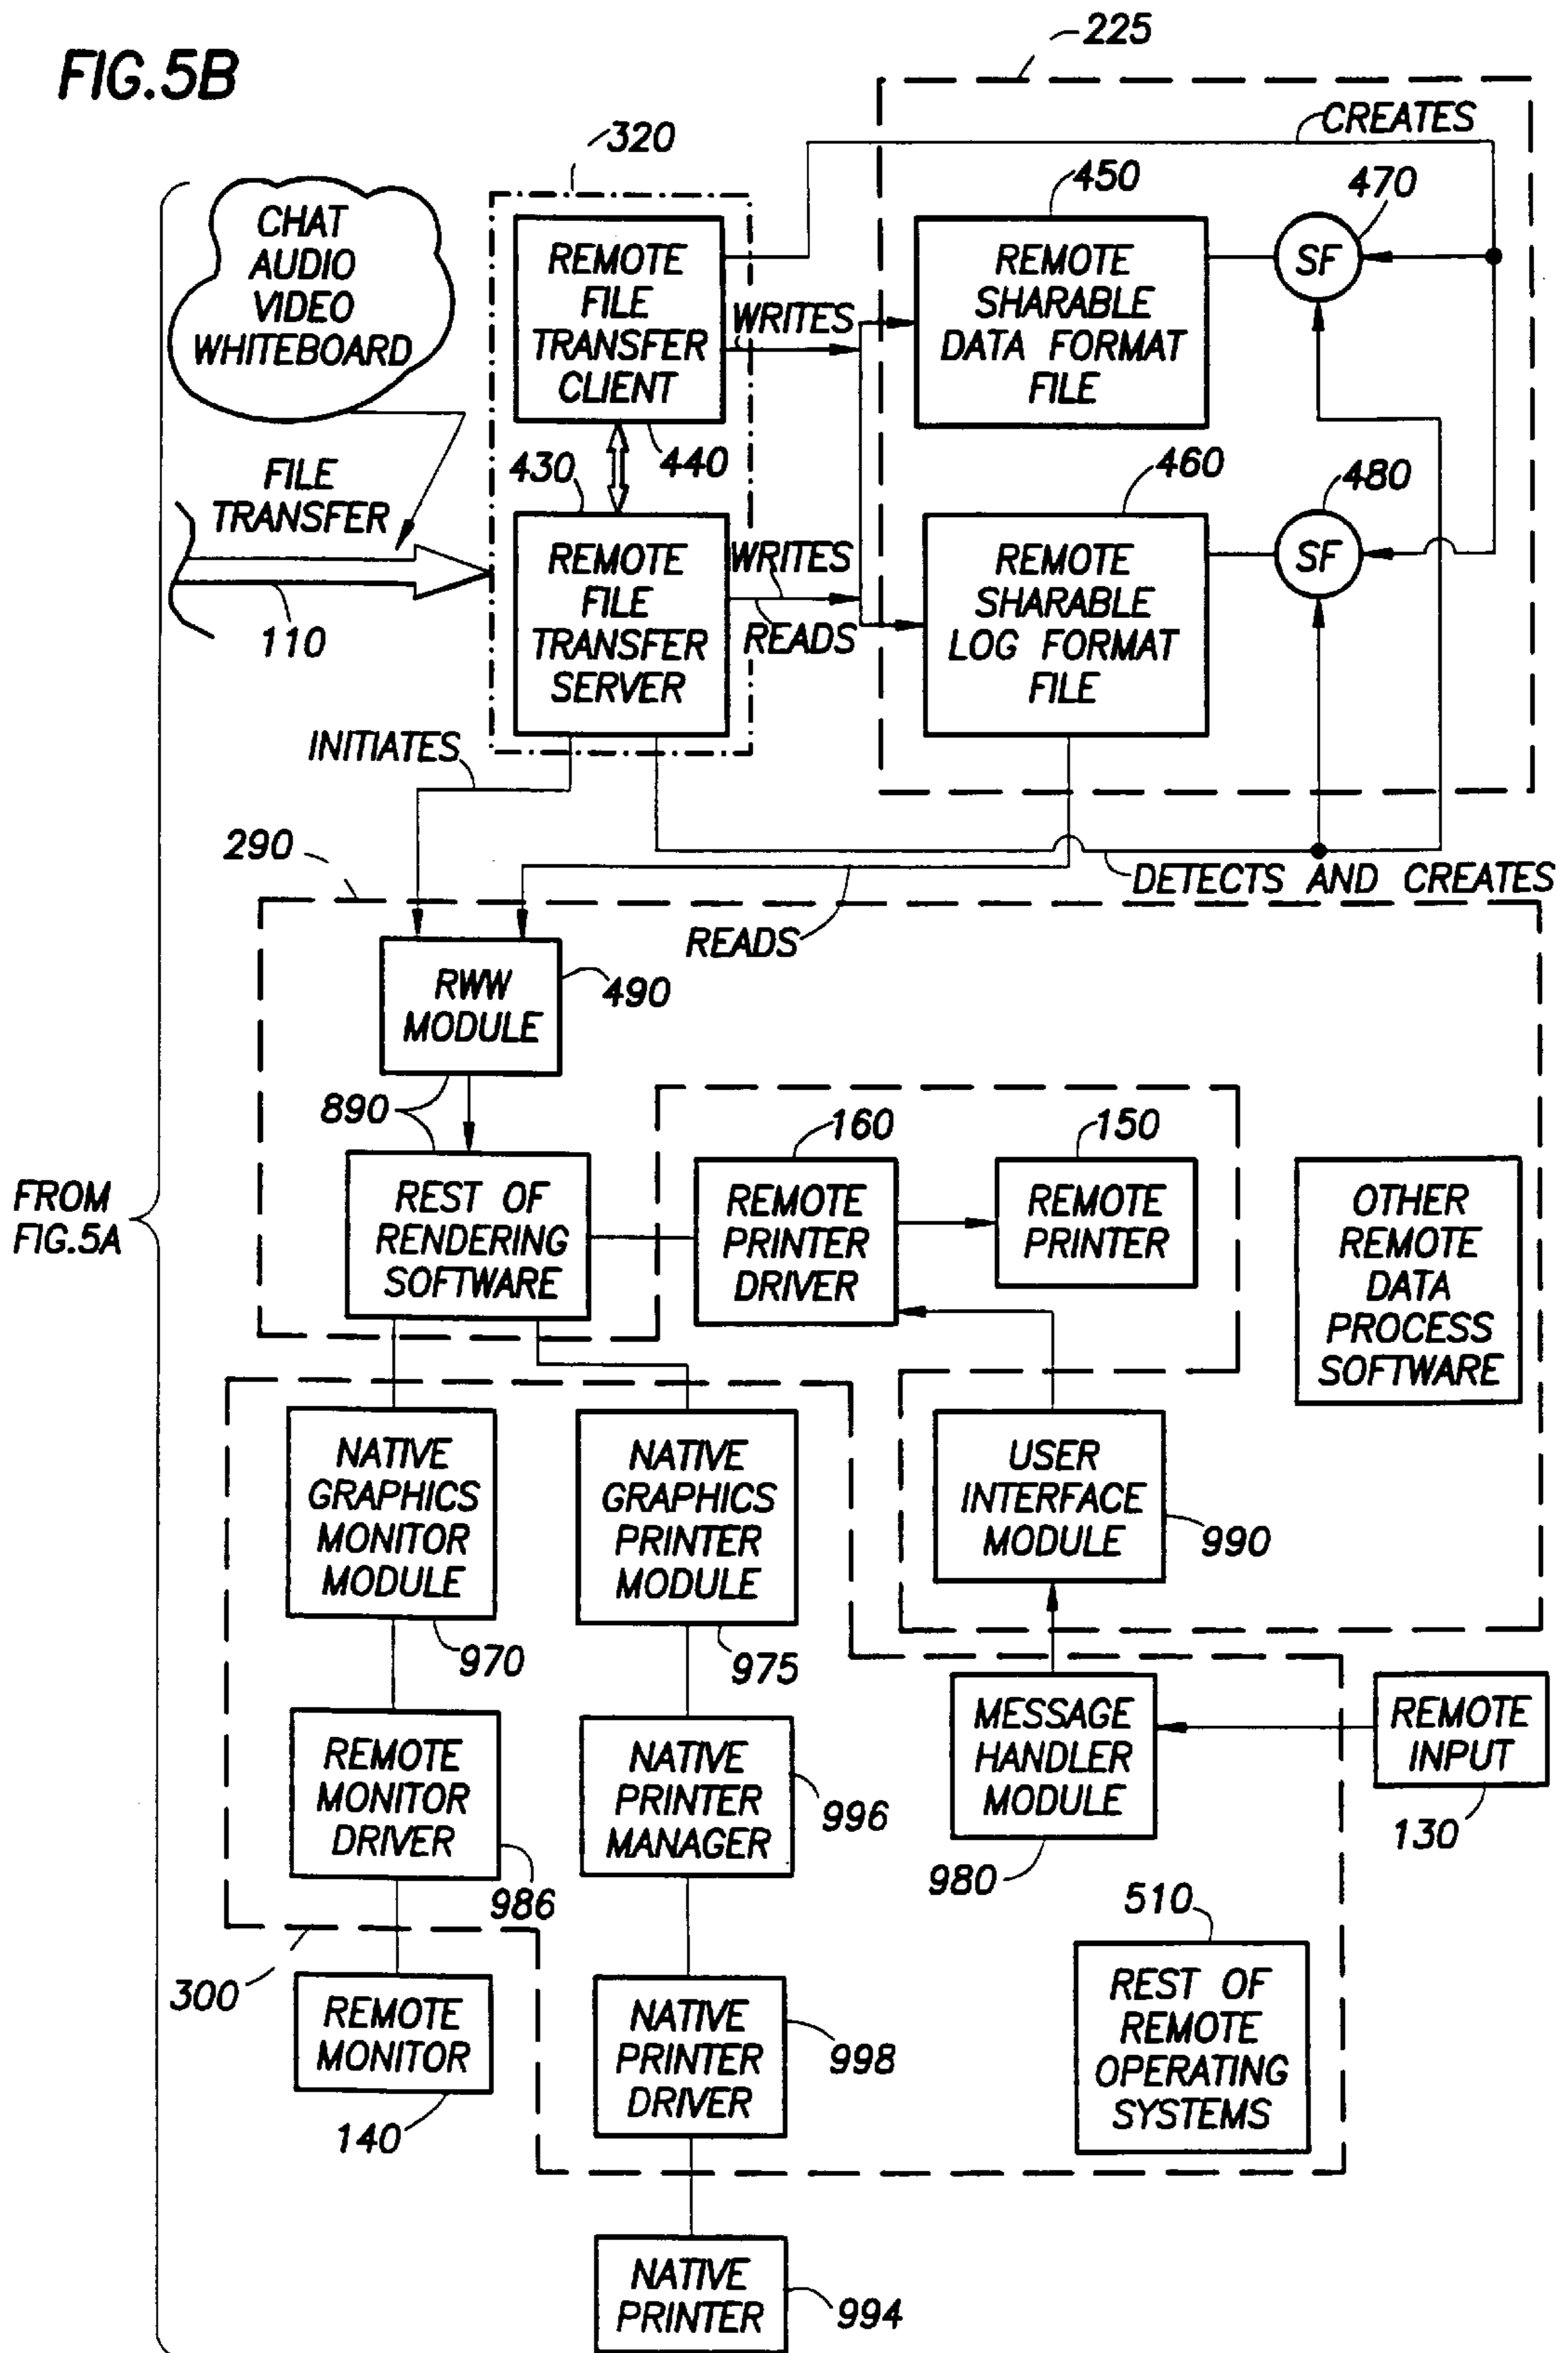 FIG.5B
225
CREATES
320
CHAT
AUDIO
VIDEO
WHITEBOARD
REMOTE
FILE
TRANSFER
CLIENT
WRITES
450
REMOTE
SHARABLE
DATA FORMAT
FILE
470
SF
FILE
TRANSFER
110
430
440
REMOTE
FILE
TRANSFER
SERVER
WRITES
READS
460
REMOTE
SHARABLE
LOG FORMAT
FILE
480
SF
INITIATES
290
DETECTS AND CREATES
READS
RWW
MODULE
490
890
FROM
FIG.5A
REST OF
RENDERING
SOFTWARE
160
REMOTE
PRINTER
DRIVER
150
REMOTE
PRINTER
OTHER
REMOTE
DATA
PROCESS
SOFTWARE
NATIVE
GRAPHICS
MONITOR
MODULE
970
NATIVE
GRAPHICS
PRINTER
MODULE
975
USER
INTERFACE
MODULE
990
REMOTE
MONITOR
DRIVER
986
NATIVE
PRINTER
MANAGER
996
MESSAGE
HANDLER
MODULE
980
REMOTE
INPUT
130
300
REMOTE
MONITOR
140
NATIVE
PRINTER
DRIVER
998
510
REST OF
REMOTE
OPERATING
SYSTEMS
NATIVE
PRINTER
994